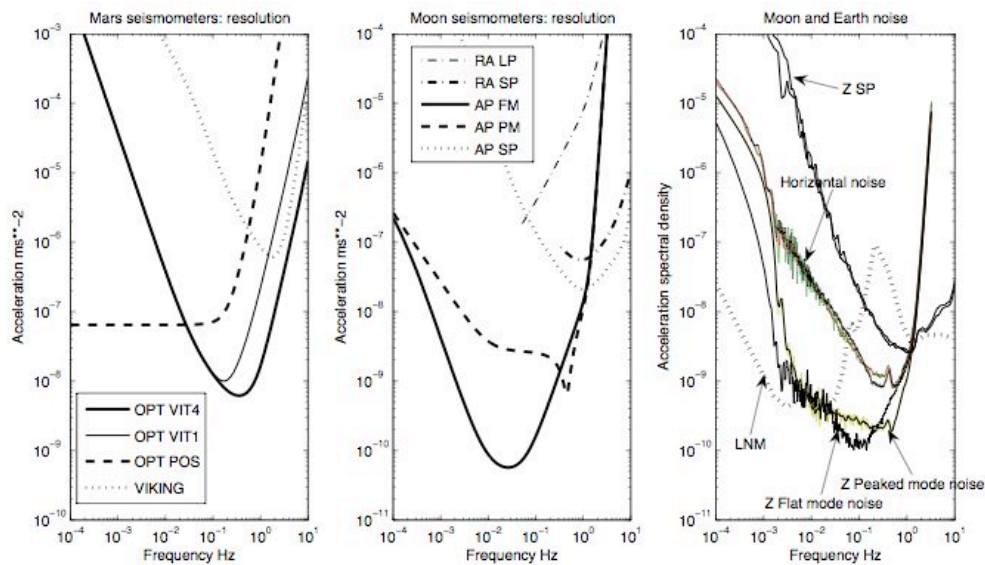 Mars seismometers: resolution
Acceleration ms**-2
10^-3
10^-4
10^-5
10^-6
10^-7
10^-8
10^-9
10^-10
OPT VIT4
OPT VIT1
OPT POS
VIKING
10^-4 10^-3 10^-2 10^-1 10^0 10^1
Frequency Hz
Moon seismometers: resolution
Acceleration ms**-2
10^-4
10^-5
10^-6
10^-7
10^-8
10^-9
10^-10
10^-11
RA LP
RA SP
AP FM
AP PM
AP SP
10^-4 10^-3 10^-2 10^-1 10^0 10^1
Frequency Hz
Moon and Earth noise
Acceleration spectral density
10^-4
10^-5
10^-6
10^-7
10^-8
10^-9
10^-10
10^-11
Z SP
Horizontal noise
LNM
Z Peaked mode noise
Z Flat mode noise
10^-4 10^-3 10^-2 10^-1 10^0 10^1
Frequency Hz